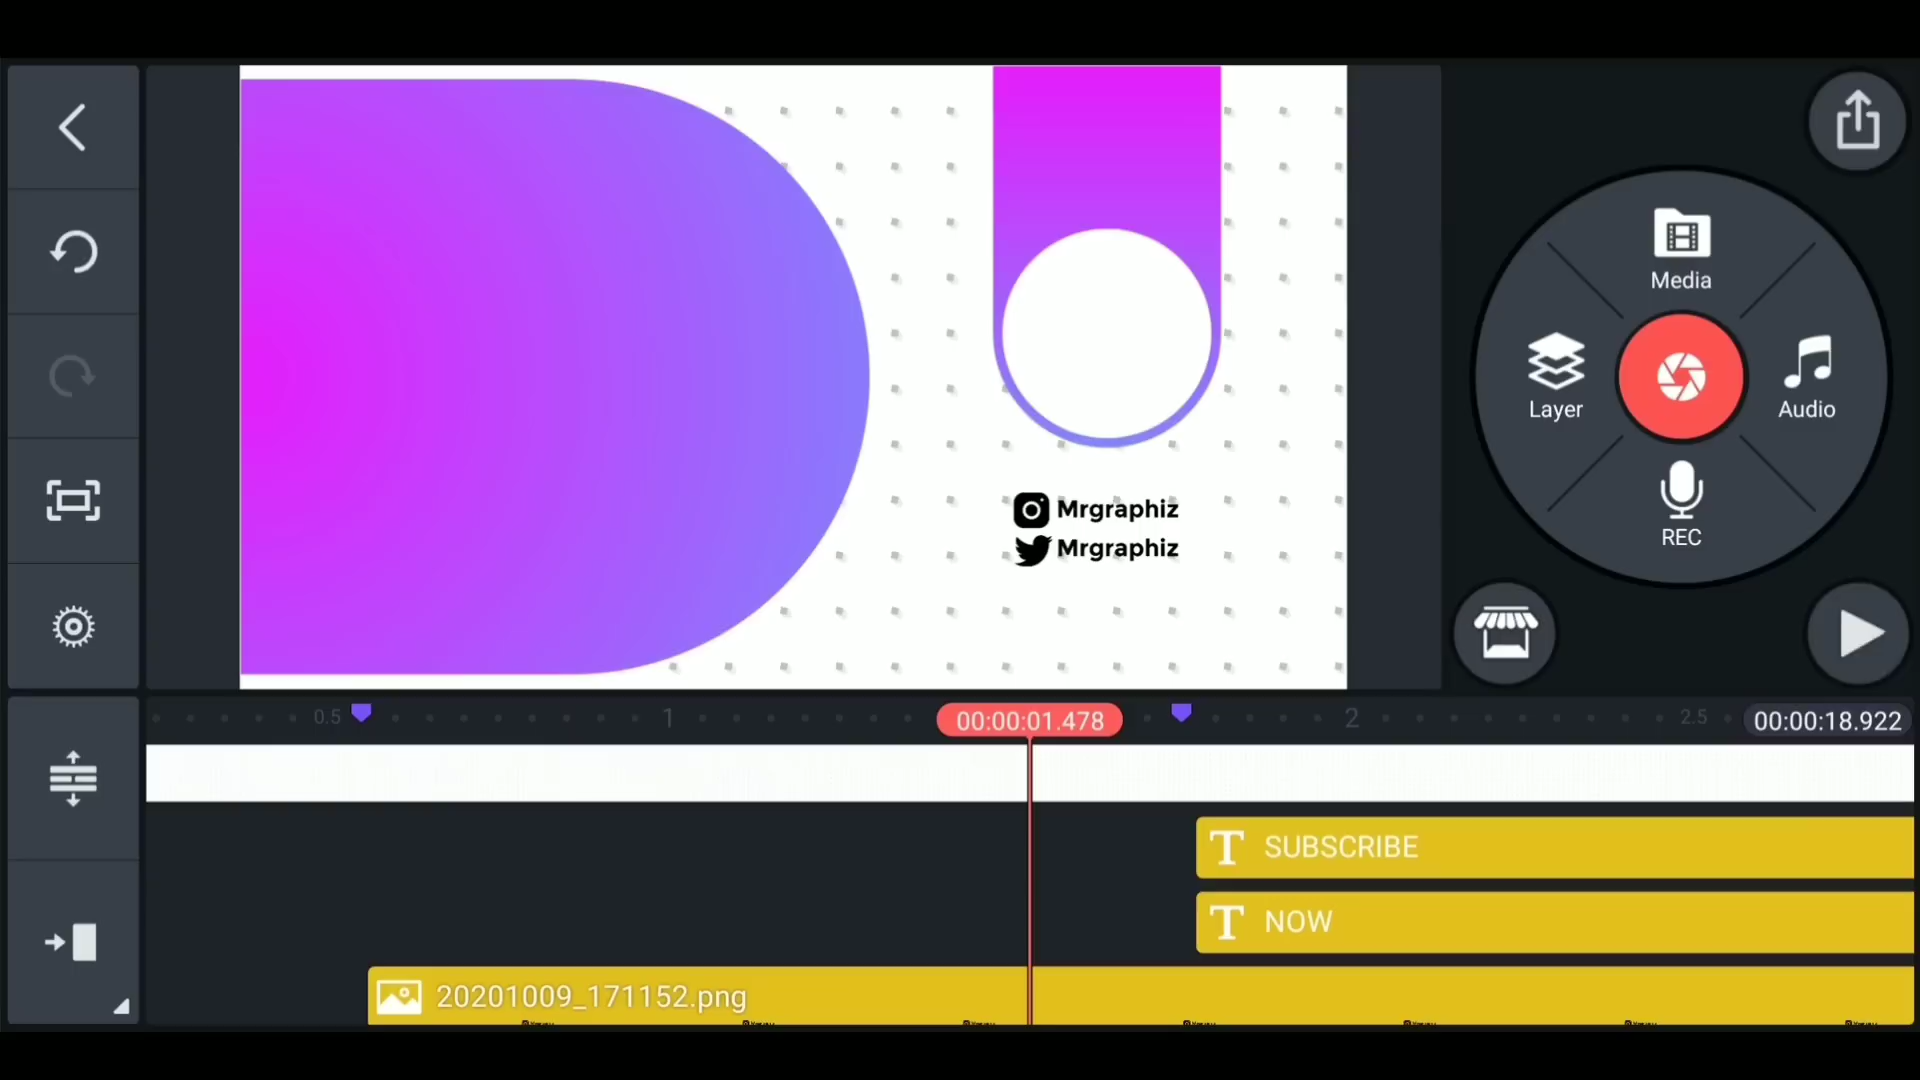 Media
Layer
Audio
REC
Mrgraphiz
Mrgraphiz
0.5
1
00:00:01.478
2
2.5
00:00:18.922
SUBSCRIBE
NOW
20201009_171152.png